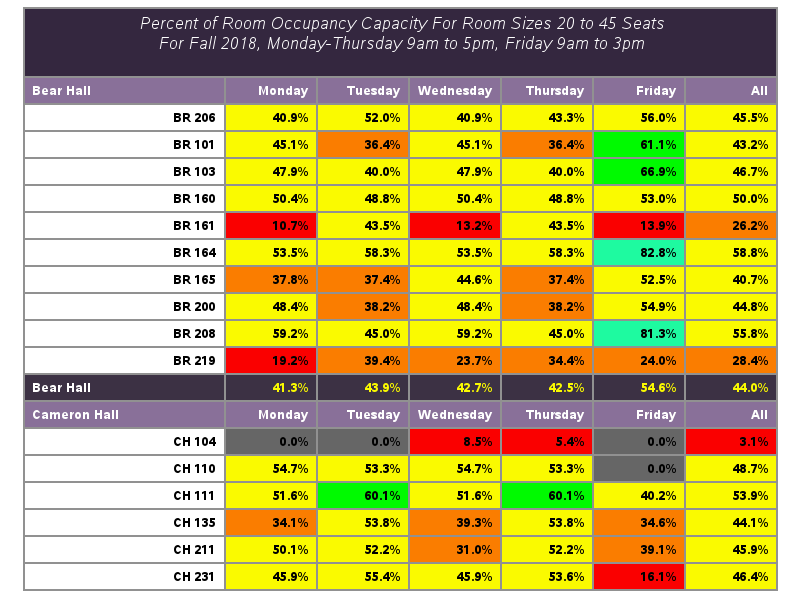 Percent of Room Occupancy Capacity For Room Sizes 20 to 45 Seats
For Fall 2018, Monday-Thursday 9am to 5pm, Friday 9am to 3pm
Bear Hall Monday Tuesday Wednesday Thursday Friday All
BR 206 40.9% 52.0% 40.9% 43.3% 56.0% 45.5%
BR 101 45.1% 36.4% 45.1% 36.4% 61.1% 43.2%
BR 103 47.9% 40.0% 47.9% 40.0% 66.9% 46.7%
BR 160 50.4% 48.8% 50.4% 48.8% 53.0% 50.0%
BR 161 10.7% 43.5% 13.2% 43.5% 13.9% 26.2%
BR 164 53.5% 58.3% 53.5% 58.3% 82.8% 58.8%
BR 165 37.8% 37.4% 44.6% 37.4% 52.5% 40.7%
BR 200 48.4% 38.2% 48.4% 38.2% 54.9% 44.8%
BR 208 59.2% 45.0% 59.2% 45.0% 81.3% 55.8%
BR 219 19.2% 39.4% 23.7% 34.4% 24.0% 28.4%
Bear Hall 41.3% 43.9% 42.7% 42.5% 54.6% 44.0%
Cameron Hall Monday Tuesday Wednesday Thursday Friday All
CH 104 0.0% 0.0% 8.5% 5.4% 0.0% 3.1%
CH 110 54.7% 53.3% 54.7% 53.3% 0.0% 48.7%
CH 111 51.6% 60.1% 51.6% 60.1% 40.2% 53.9%
CH 135 34.1% 53.8% 39.3% 53.8% 34.6% 44.1%
CH 211 50.1% 52.2% 31.0% 52.2% 39.1% 45.9%
CH 231 45.9% 55.4% 45.9% 53.6% 16.1% 46.4%